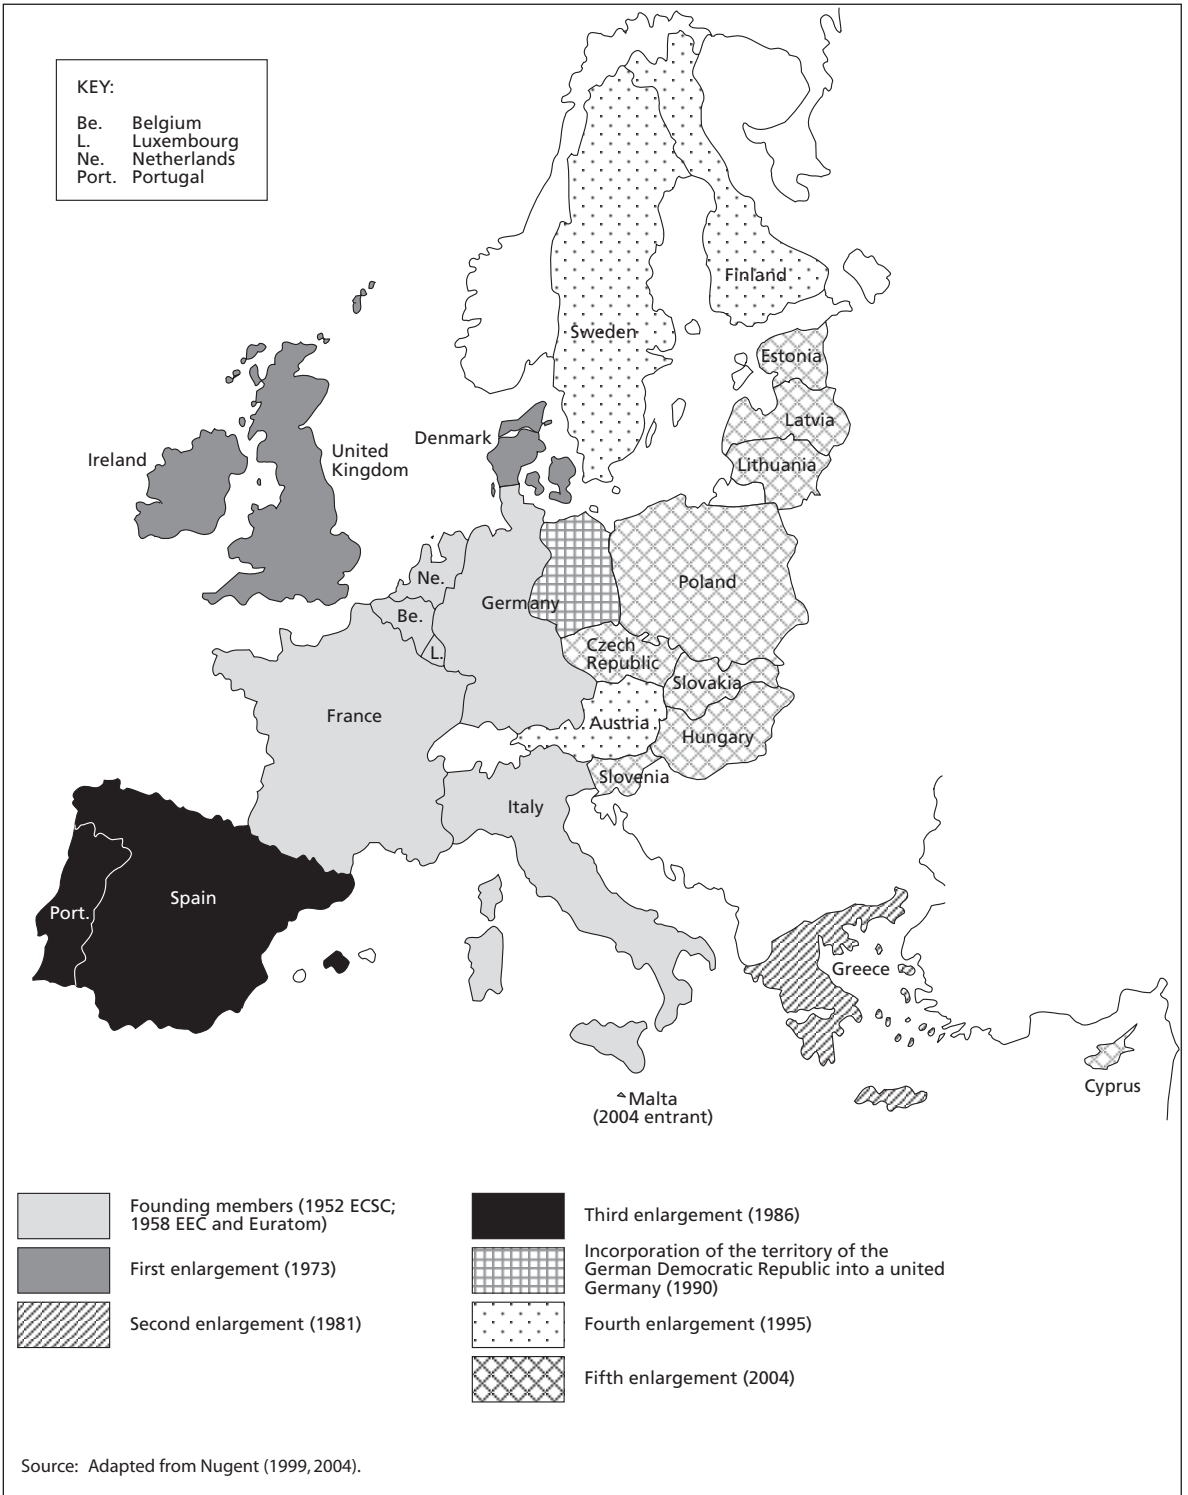 KEY:
Be. Belgium
L. Luxembourg
Ne. Netherlands
Port. Portugal
Finland
Sweden
Estonia
Latvia
Lithuania
Denmark
Ireland
United
Kingdom
Ne.
Poland
Germany
Be.
L.
Czech
Republic
Slovakia
France
Austria
Hungary
Slovenia
Italy
Spain
Port.
Greece
Cyprus
Malta
(2004 entrant)
Founding members (1952 ECSC;
1958 EEC and Euratom)
First enlargement (1973)
Second enlargement (1981)
Third enlargement (1986)
Incorporation of the territory of the
German Democratic Republic into a united
Germany (1990)
Fourth enlargement (1995)
Fifth enlargement (2004)
Source: Adapted from Nugent (1999, 2004).